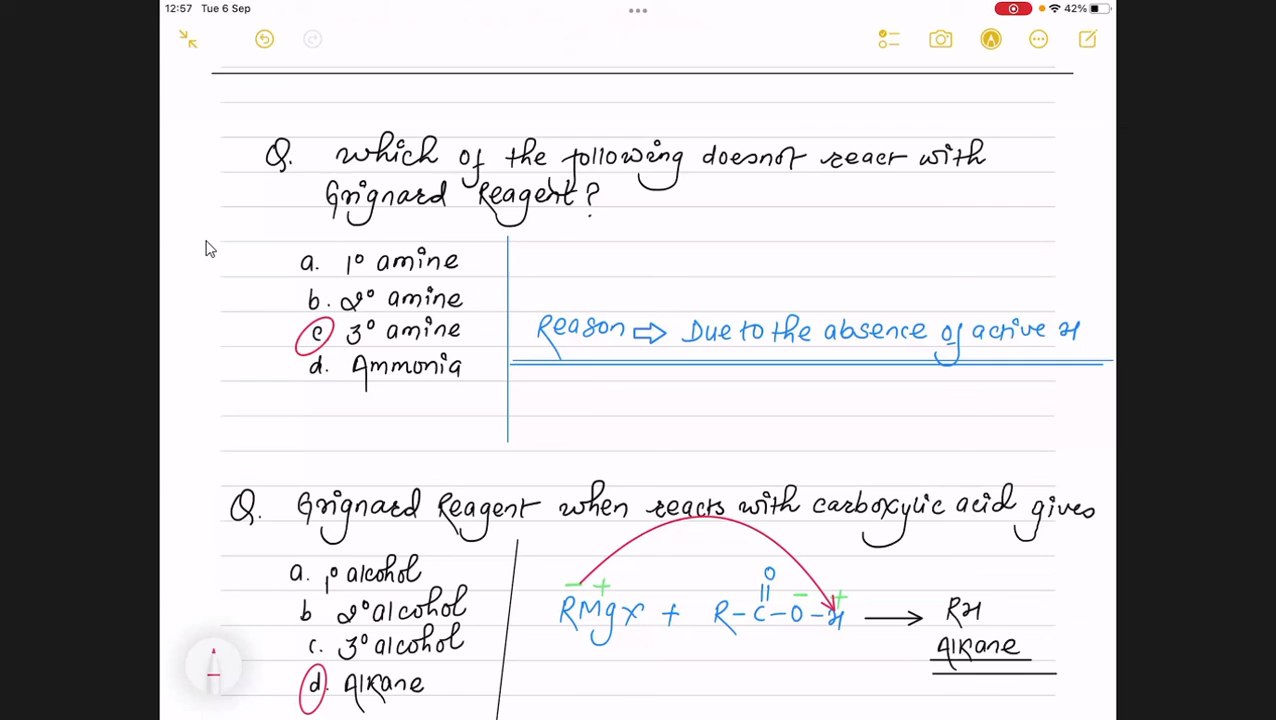 12:57 Tue 6 Sep
42%
Q. which of the following doesnot react with
Grignard Reagent?
a. 1° amine
b. 2° amine
c. 3° amine
d. Ammonia
Reason ⇨ Due to the absence of active H
Q. Grignard Reagent when reacts with carboxylic acid gives
a. 1° alcohol
b 2° alcohol
c. 3° alcohol
d. Alkane
− + O − +
RMgx + R-C-O-H → RH
Alkane